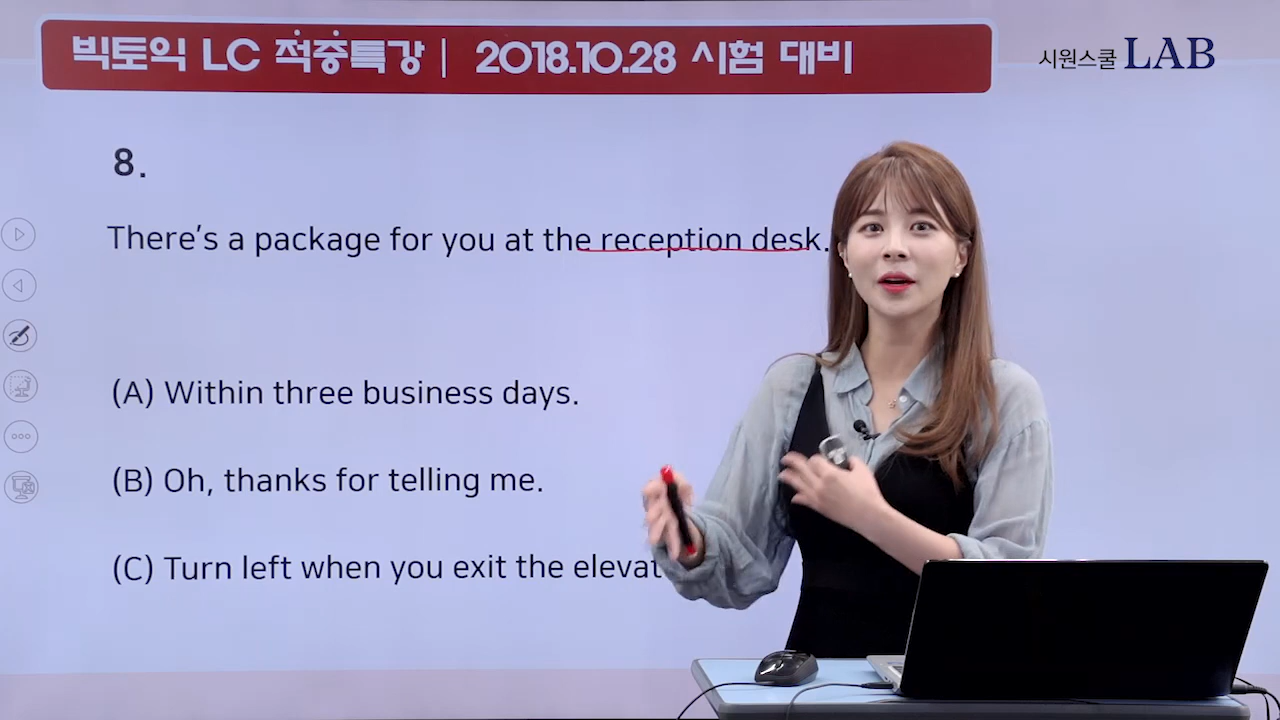 빅토익 LC 적중특강 | 2018.10.28 시험 대비
시원스쿨 LAB
8.
There's a package for you at the reception desk.
(A) Within three business days.
(B) Oh, thanks for telling me.
(C) Turn left when you exit the